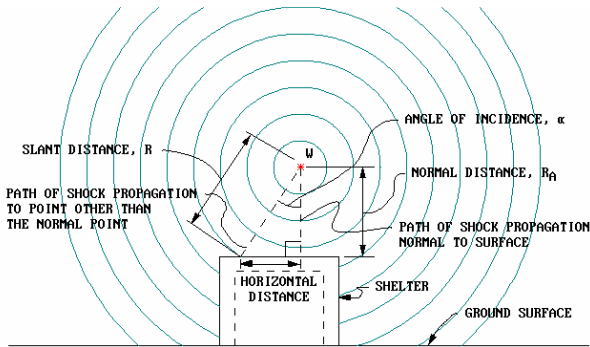 ANGLE OF INCIDENCE, α
SLANT DISTANCE, R
W
NORMAL DISTANCE, RA
PATH OF SHOCK PROPAGATION
TO POINT OTHER THAN
THE NORMAL POINT
PATH OF SHOCK PROPAGATION
NORMAL TO SURFACE
HORIZONTAL
DISTANCE
SHELTER
GROUND SURFACE